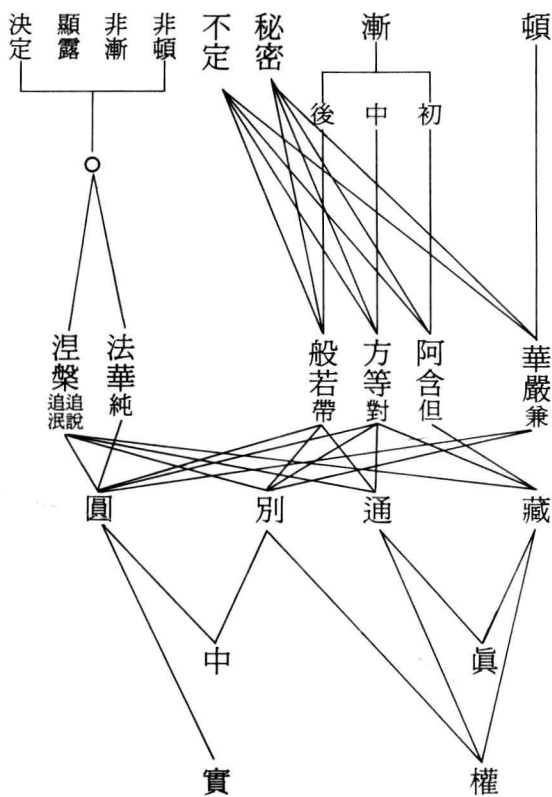 頓
漸
初
中
後
秘密
不定
非頓
非漸
顯露
決定
華嚴兼
阿含但
方等對
般若帶
法華純
涅槃追說追泯
藏
通
別
圓
眞
中
權
實